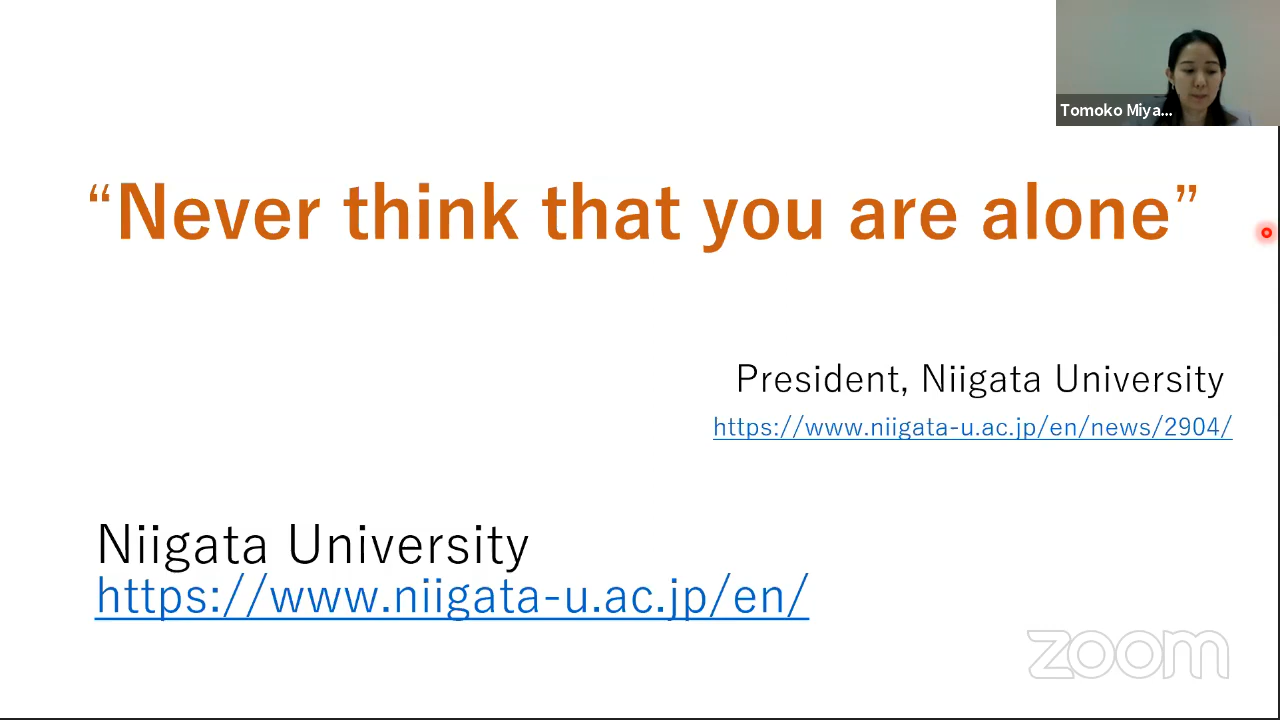 Tomoko Miya...
“Never think that you are alone”
President, Niigata University
https://www.niigata-u.ac.jp/en/news/2904/
Niigata University
https://www.niigata-u.ac.jp/en/
zoom